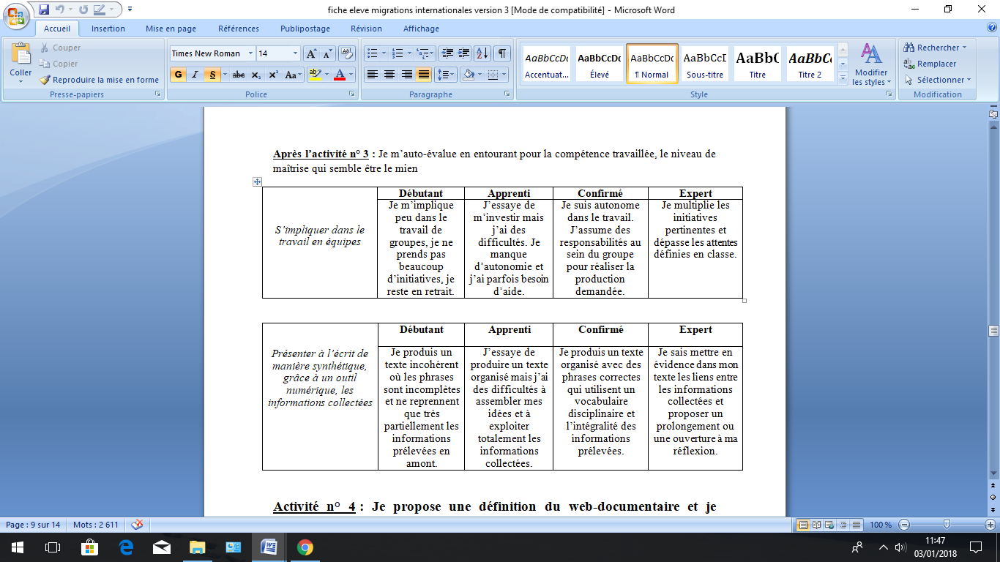 fiche eleve migrations internationales version 3 [Mode de compatibilité] - Microsoft Word
Accueil Insertion Mise en page Références Publipostage Révision Affichage
Coller
Couper
Copier
Reproduire la mise en forme
Presse-papiers
Times New Roman 14
G I S abc X₂ X² Aa
Police
Paragraphe
AaBbCcDc AaBbCcDc AaBbCcDc AaBbCcI AaBbC AaBbCc
Accentuat... Élevé ¶ Normal Sous-titre Titre Titre 2
Modifier
les styles
Style
Rechercher
Remplacer
Sélectionner
Modification
Après l’activité n° 3 : Je m’auto-évalue en entourant pour la compétence travaillée, le niveau de
maîtrise qui semble être le mien
S’impliquer dans le
travail en équipes
Débutant
Je m’implique
peu dans le
travail de
groupes, je ne
prends pas
beaucoup
d’initiatives, je
reste en retrait.
Apprenti
J’essaye de
m’investir mais
j’ai des
difficultés. Je
manque
d’autonomie et
j’ai parfois besoin
d’aide.
Confirmé
Je suis autonome
dans le travail.
J’assume des
responsabilités au
sein du groupe
pour réaliser la
production
demandée.
Expert
Je multiplie les
initiatives
pertinentes et
dépasse les attentes
définies en classe.
Présenter à l’écrit de
manière synthétique,
grâce à un outil
numérique, les
informations collectées
Débutant
Je produis un
texte incohérent
où les phrases
sont incomplètes
et ne reprennent
que très
partiellement les
informations
prélevées en
amont.
Apprenti
J’essaye de
produire un texte
organisé mais j’ai
des difficultés à
assembler mes
idées et à
exploiter
totalement les
informations
collectées.
Confirmé
Je produis un texte
organisé avec des
phrases correctes
qui utilisent un
vocabulaire
disciplinaire et
l’intégralité des
informations
prélevées.
Expert
Je sais mettre en
évidence dans mon
texte les liens entre
les informations
collectées et
proposer un
prolongement ou
une ouverture à ma
réflexion.
Activité n° 4 : Je propose une définition du web-documentaire et je
Page : 9 sur 14 Mots : 2 611 100 %
11:47
03/01/2018